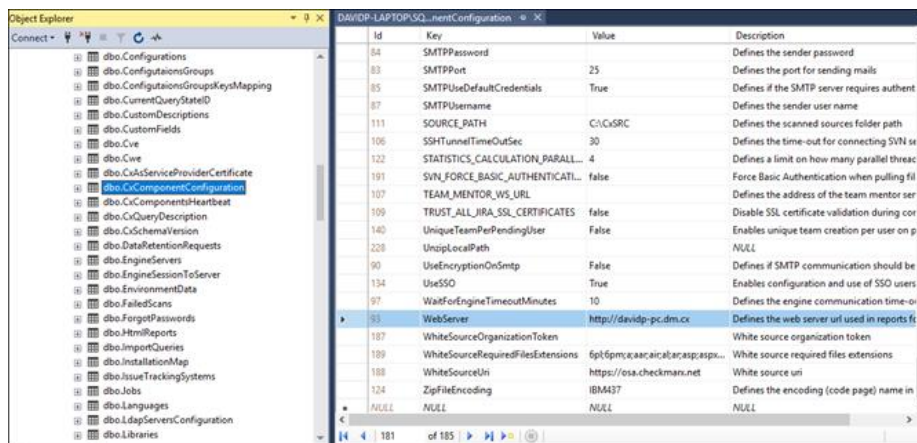 Object Explorer
Connect
dbo.Configurations
dbo.ConfigutaionsGroups
dbo.ConfigutaionsGroupsKeysMapping
dbo.CurrentQueryStateID
dbo.CustomDescriptions
dbo.CustomFields
dbo.Cve
dbo.Cwe
dbo.CxAsServiceProviderCertificate
dbo.CxComponentConfiguration
dbo.CxComponentsHeartbeat
dbo.CxQueryDescription
dbo.CxSchemaVersion
dbo.DataRetentionRequests
dbo.EngineServers
dbo.EngineSessionToServer
dbo.EnvironmentData
dbo.FailedScans
dbo.ForgotPasswords
dbo.HtmlReports
dbo.ImportQueries
dbo.InstallationMap
dbo.IssueTrackingSystems
dbo.Jobs
dbo.Languages
dbo.LdapServersConfiguration
dbo.Libraries
DAVIDP-LAPTOP\SQ...nentConfiguration
Id Key Value Description
84 SMTPPassword Defines the sender password
83 SMTPPort 25 Defines the port for sending mails
85 SMTPUseDefaultCredentials True Defines if the SMTP server requires authent
87 SMTPUsername Defines the sender user name
111 SOURCE_PATH C:\CxSRC Defines the scanned sources folder path
106 SSHTunnelTimeOutSec 30 Defines the time-out for connecting SVN se
122 STATISTICS_CALCULATION_PARALL... 4 Defines a limit on how many parallel threac
191 SVN_FORCE_BASIC_AUTHENTICATI... false Force Basic Authentication when pulling fil
107 TEAM_MENTOR_WS_URL Defines the address of the team mentor ser
109 TRUST_ALL_JIRA_SSL_CERTIFICATES false Disable SSL certificate validation during cor
140 UniqueTeamPerPendingUser False Enables unique team creation per user on p
228 UnzipLocalPath NULL
90 UseEncryptionOnSmtp False Defines if SMTP communication should be
134 UseSSO True Enables configuration and use of SSO users
97 WaitForEngineTimeoutMinutes 10 Defines the engine communication time-o
93 WebServer http://davidp-pc.dm.cx Defines the web server url used in reports fo
187 WhiteSourceOrganizationToken White source organization token
189 WhiteSourceRequiredFilesExtensions White source required files extensions
188 WhiteSourceUri https://osa.checkmarx.net White source uri
124 ZipFileEncoding IBM437 Defines the encoding (code page) name in
NULL NULL NULL NULL
181 of 185